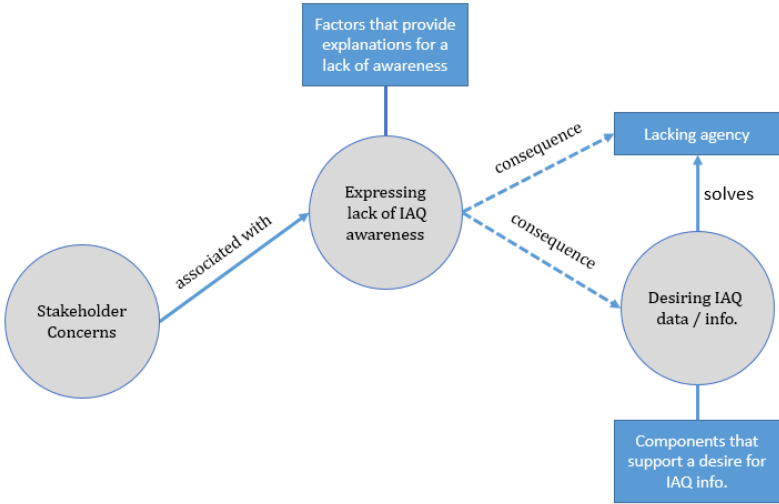 Factors that provide
explanations for a
lack of awareness
consequence
Lacking agency
Expressing
lack of IAQ
awareness
solves
associated with
consequence
Stakeholder
Concerns
Desiring IAQ
data / info.
Components that
support a desire for
IAQ info.